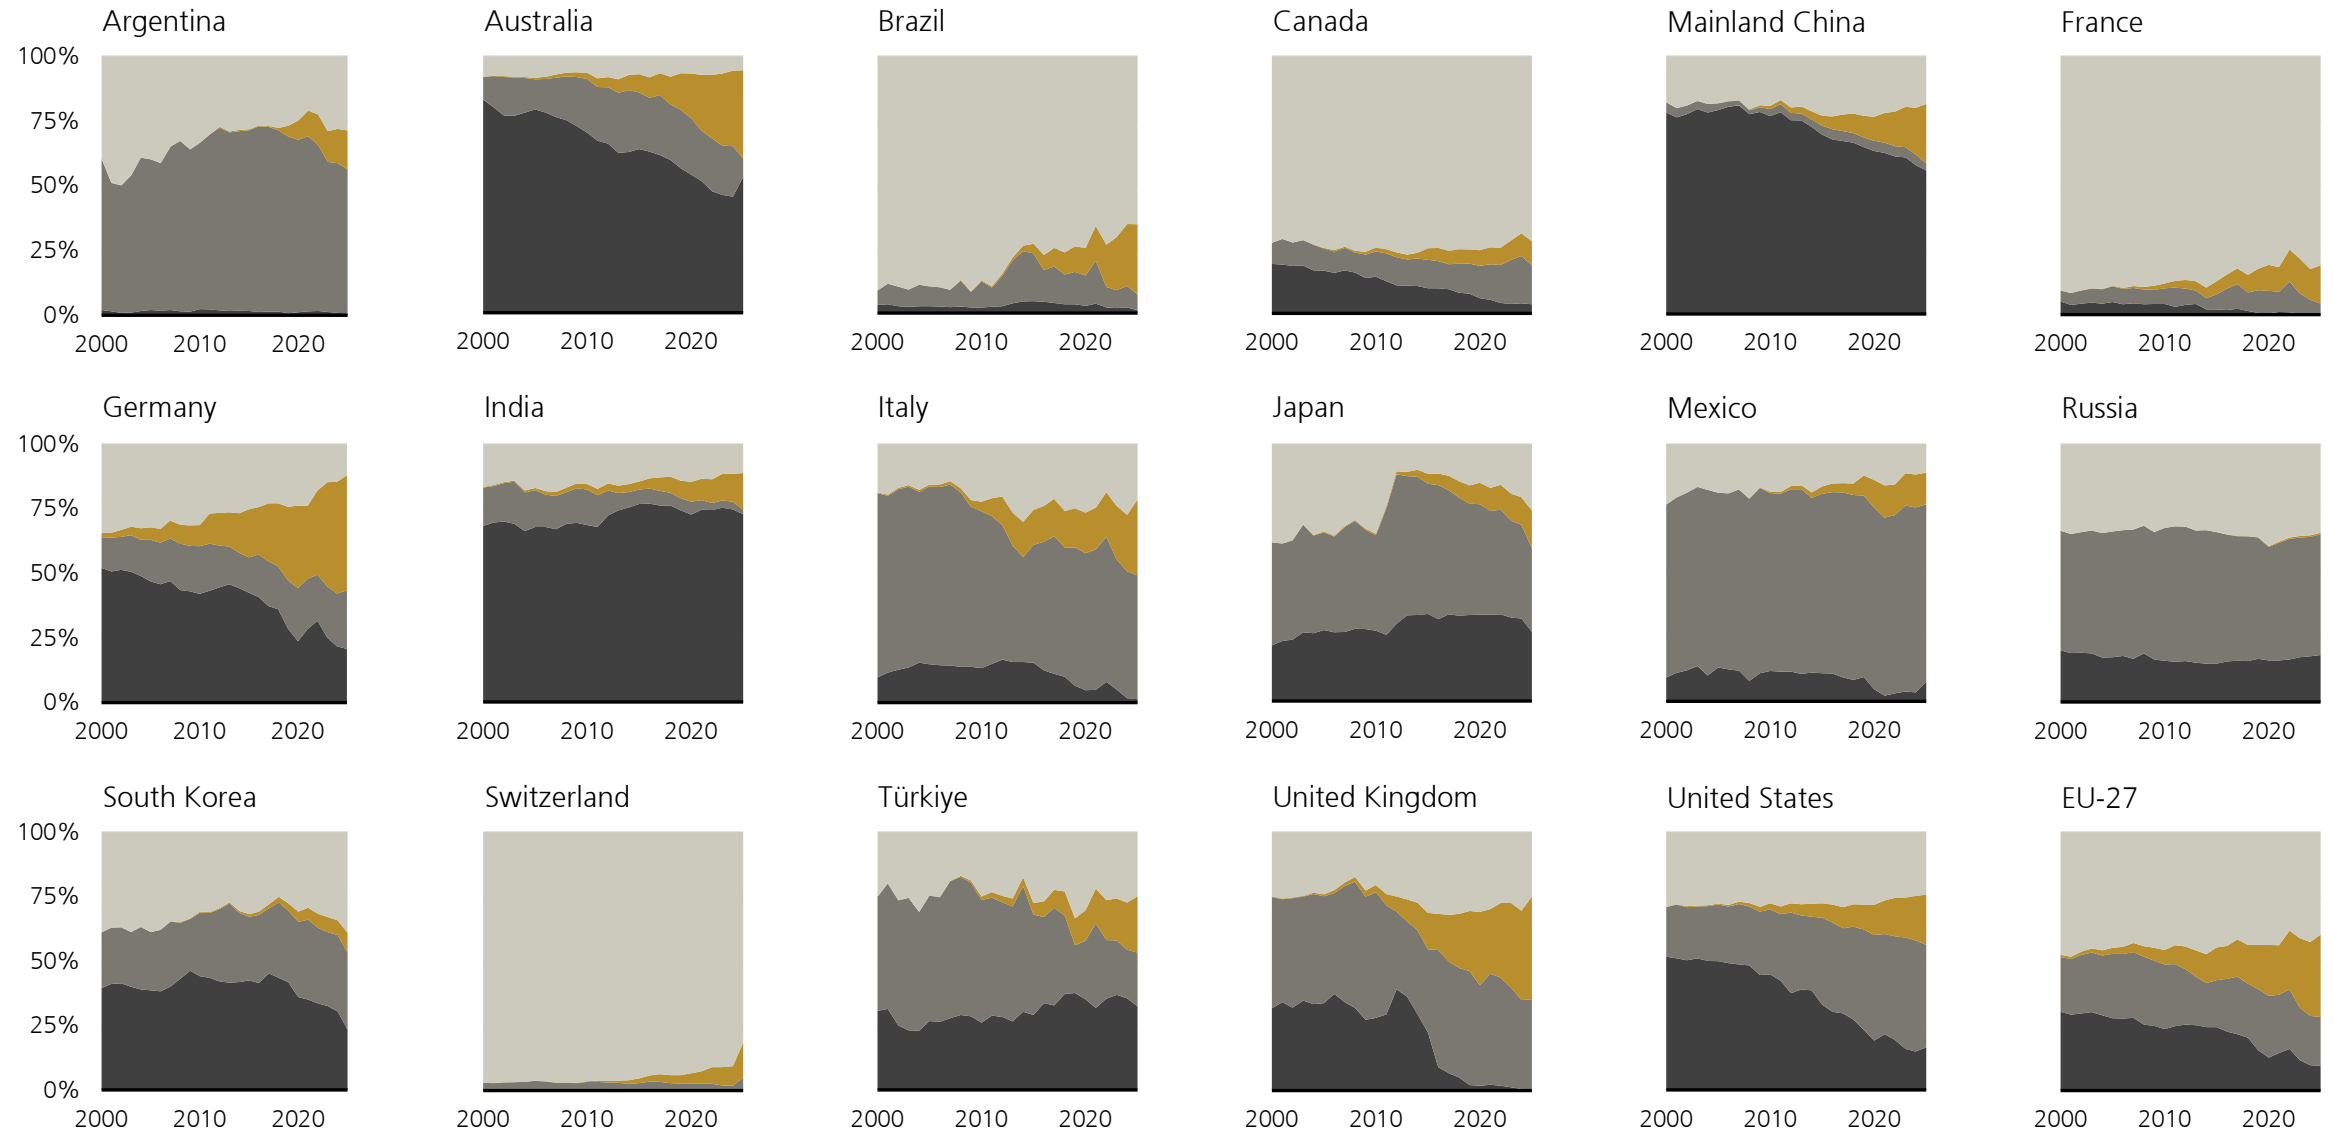 Argentina Australia Brazil Canada Mainland China France
100%
75%
50%
25%
0%
2000 2010 2020 2000 2010 2020 2000 2010 2020 2000 2010 2020 2000 2010 2020 2000 2010 2020
Germany India Italy Japan Mexico Russia
100%
75%
50%
25%
0%
2000 2010 2020 2000 2010 2020 2000 2010 2020 2000 2010 2020 2000 2010 2020 2000 2010 2020
South Korea Switzerland Türkiye United Kingdom United States EU-27
100%
75%
50%
25%
0%
2000 2010 2020 2000 2010 2020 2000 2010 2020 2000 2010 2020 2000 2010 2020 2000 2010 2020